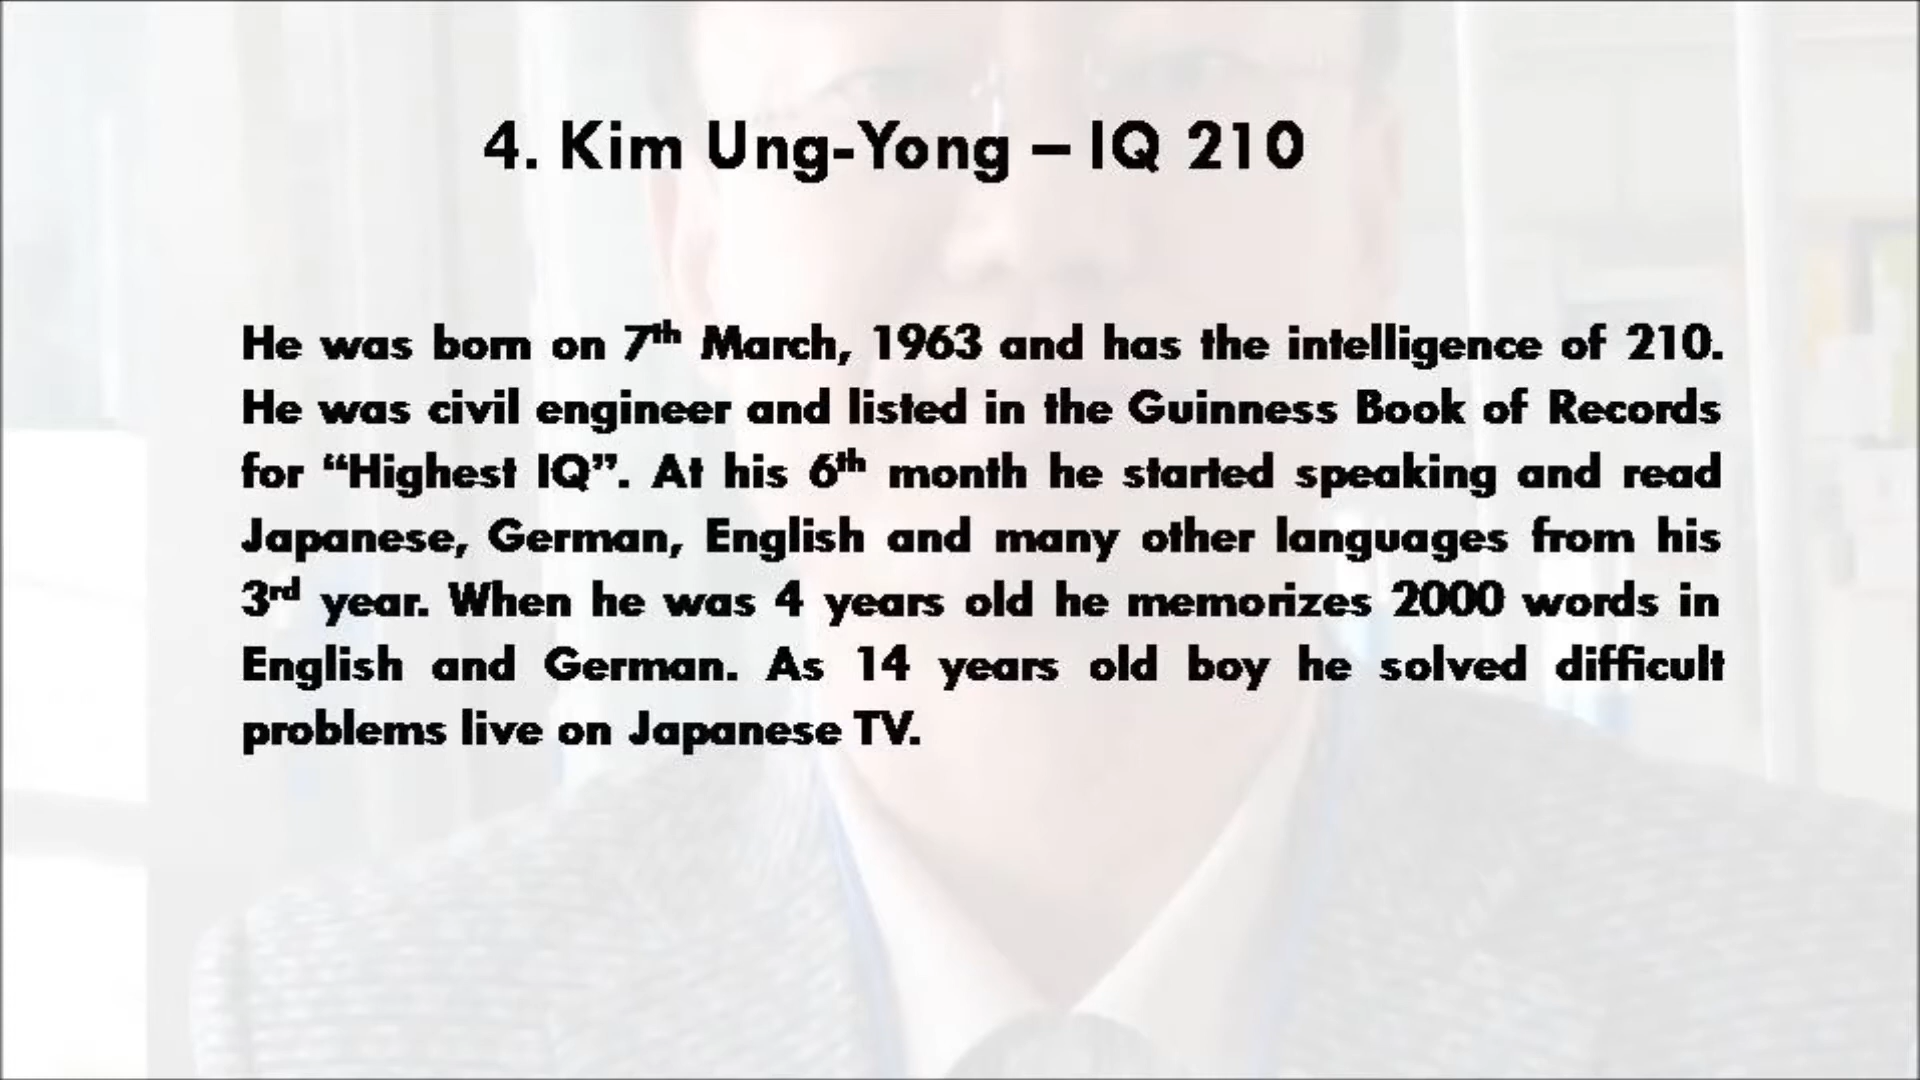 4. Kim Ung-Yong – IQ 210
He was born on 7th March, 1963 and has the intelligence of 210.
He was civil engineer and listed in the Guinness Book of Records
for “Highest IQ”. At his 6th month he started speaking and read
Japanese, German, English and many other languages from his
3rd year. When he was 4 years old he memorizes 2000 words in
English and German. As 14 years old boy he solved difficult
problems live on Japanese TV.